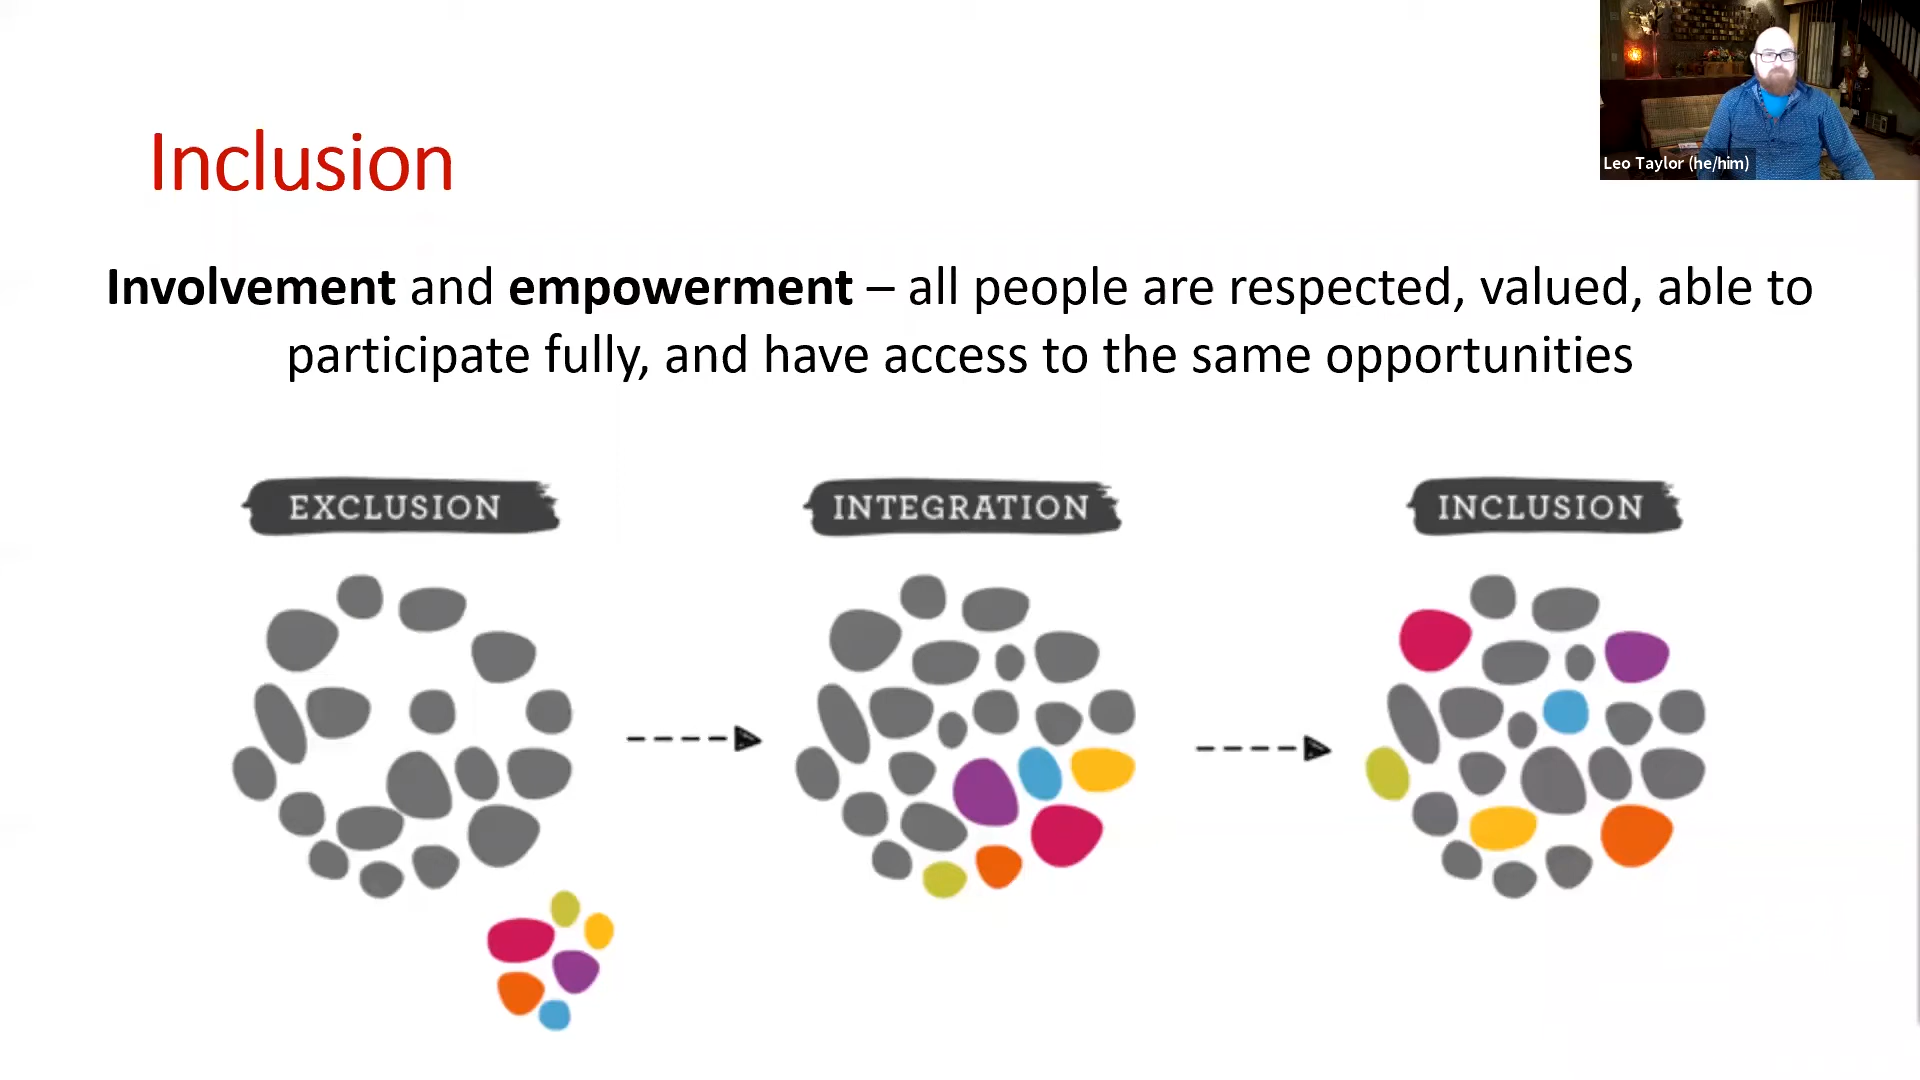 Leo Taylor (he/him)
Inclusion
Involvement and empowerment – all people are respected, valued, able to
participate fully, and have access to the same opportunities
EXCLUSION
INTEGRATION
INCLUSION